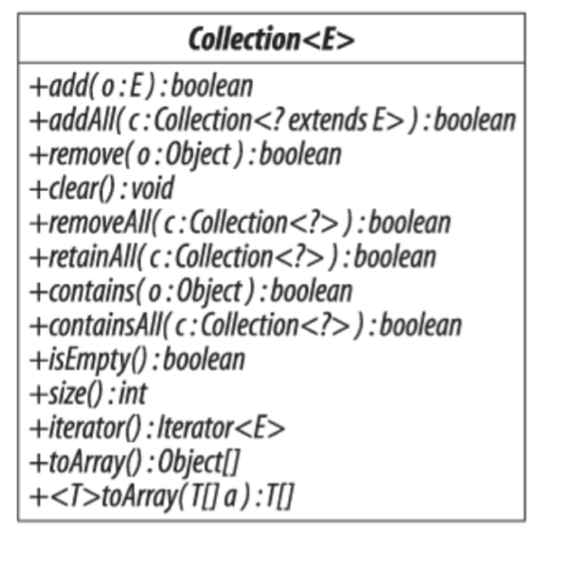 Collection<E>
+add( o : E ) : boolean
+addAll( c : Collection<? extends E> ) : boolean
+remove( o : Object ) : boolean
+clear() : void
+removeAll( c : Collection<?> ) : boolean
+retainAll( c : Collection<?> ) : boolean
+contains( o : Object ) : boolean
+containsAll( c : Collection<?> ) : boolean
+isEmpty() : boolean
+size() : int
+iterator() : Iterator<E>
+toArray() : Object[]
+<T>toArray( T[] a ) : T[]